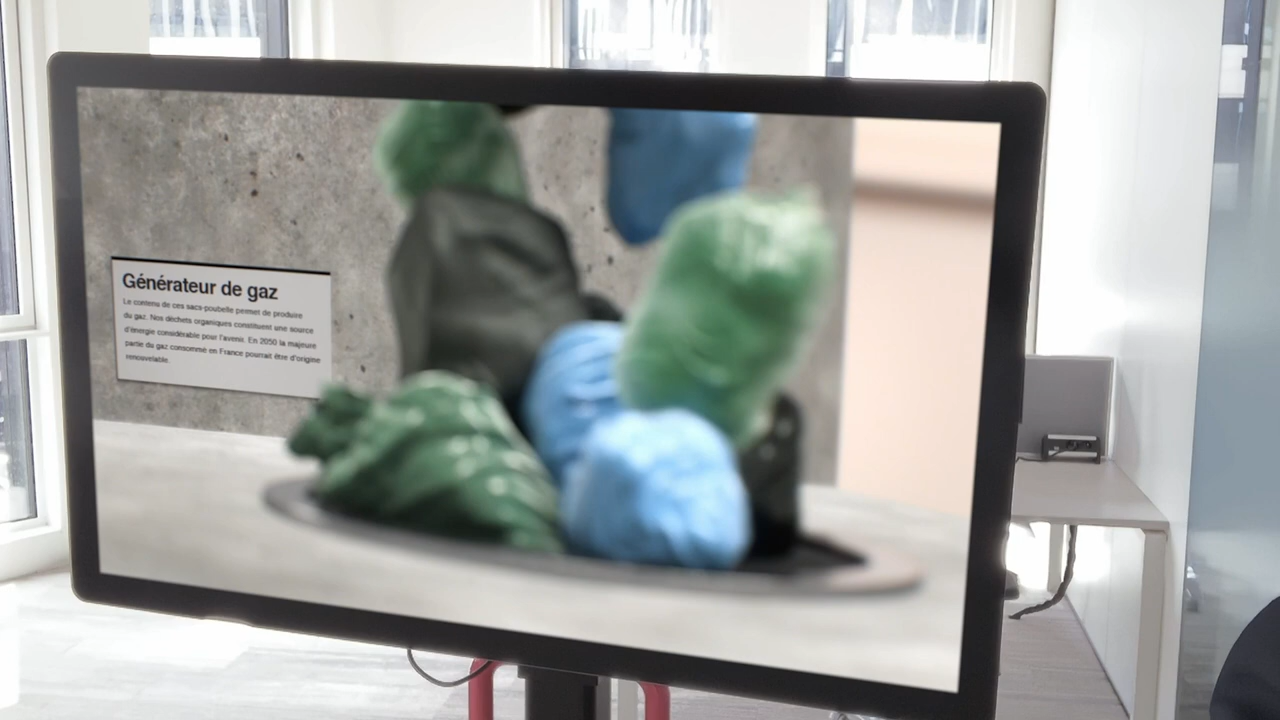 Générateur de gaz
Le contenu de ces sacs-poubelle permet de produire
du gaz. Nos déchets organiques constituent une source
d'énergie considérable pour l'avenir. En 2050 la majeure
partie du gaz consommé en France pourrait être d'origine
renouvelable.